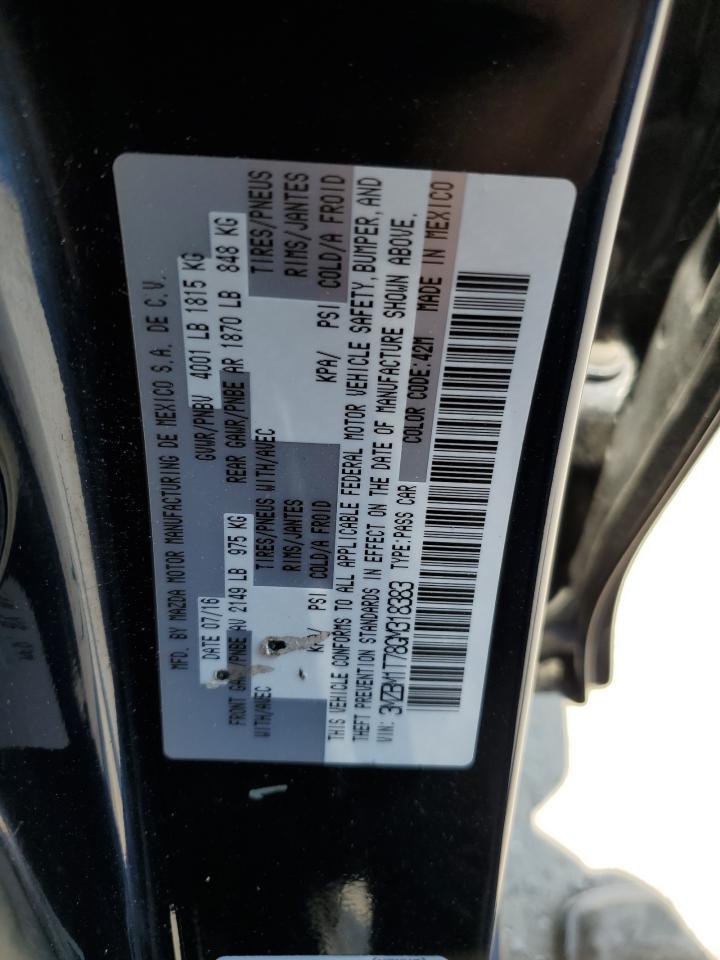 MFD. BY MAZDA MOTOR MANUFACTURING DE MEXICO S.A. DE C.V.
DATE 07/16 GVWR/PNBV 4001 LB 1815 KG
FRONT GAWR/PNBE AV 2149 LB 975 KG REAR GAWR/PNBE AR 1870 LB 848 KG
WITH/AVEC TIRES/PNEUS WITH/AVEC TIRES/PNEUS
RIMS/JANTES RIMS/JANTES
KPA/ PSI COLD/A FROID KPA/ PSI COLD/A FROID
THIS VEHICLE CONFORMS TO ALL APPLICABLE FEDERAL MOTOR VEHICLE SAFETY, BUMPER, AND
THEFT PREVENTION STANDARDS IN EFFECT ON THE DATE OF MANUFACTURE SHOWN ABOVE.
VIN: 3MZBM1T78GM318383 TYPE:PASS CAR COLOR CODE:42M MADE IN MEXICO